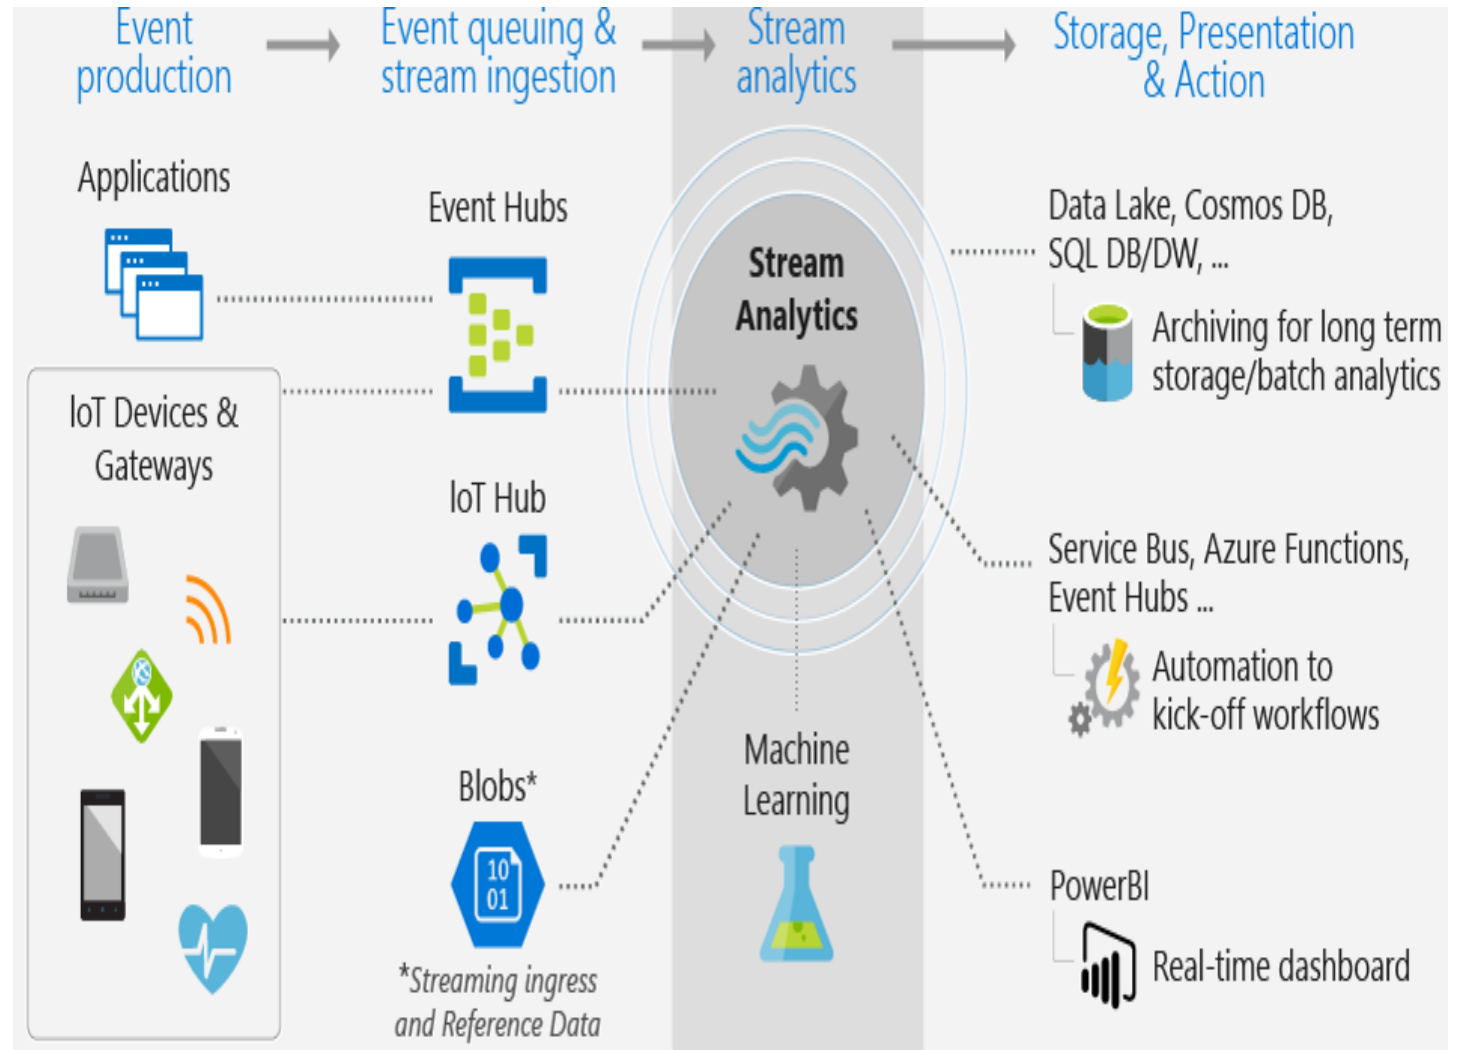 Event
production
Event queuing &
stream ingestion
Stream
analytics
Storage, Presentation
& Action
Applications
IoT Devices &
Gateways
Event Hubs
IoT Hub
Blobs*
10
01
*Streaming ingress
and Reference Data
Stream
Analytics
Machine
Learning
Data Lake, Cosmos DB,
SQL DB/DW, ...
Archiving for long term
storage/batch analytics
Service Bus, Azure Functions,
Event Hubs ...
Automation to
kick-off workflows
PowerBI
Real-time dashboard